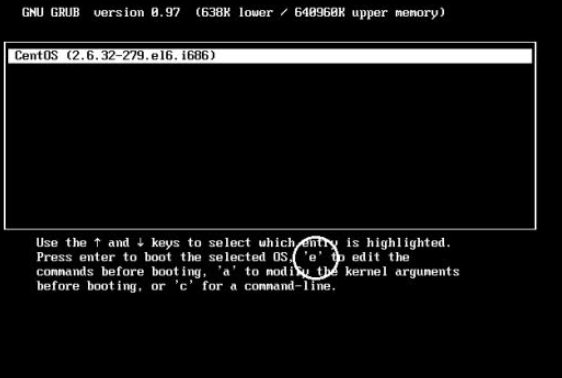 GNU GRUB  version 0.97  (638K lower / 640960K upper memory)
CentOS (2.6.32-279.el6.i686)
Use the ↑ and ↓ keys to select which entry is highlighted.
Press enter to boot the selected OS, 'e' to edit the
commands before booting, 'a' to modify the kernel arguments
before booting, or 'c' for a command-line.